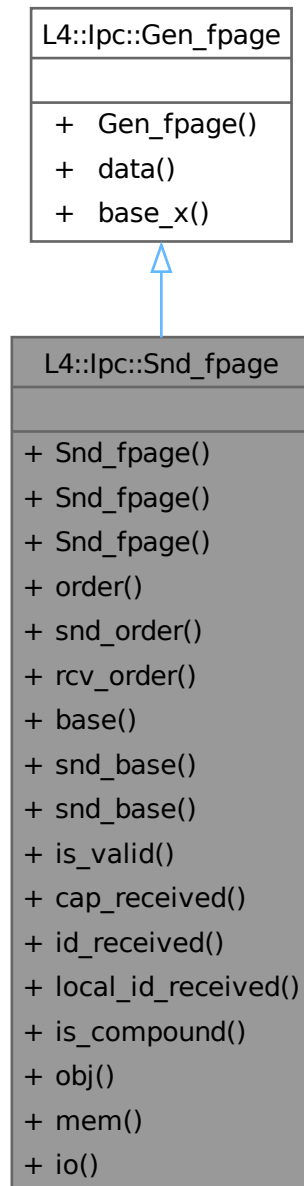 L4::Ipc::Gen_fpage
+ Gen_fpage()
+ data()
+ base_x()
L4::Ipc::Snd_fpage
+ Snd_fpage()
+ Snd_fpage()
+ Snd_fpage()
+ order()
+ snd_order()
+ rcv_order()
+ base()
+ snd_base()
+ snd_base()
+ is_valid()
+ cap_received()
+ id_received()
+ local_id_received()
+ is_compound()
+ obj()
+ mem()
+ io()